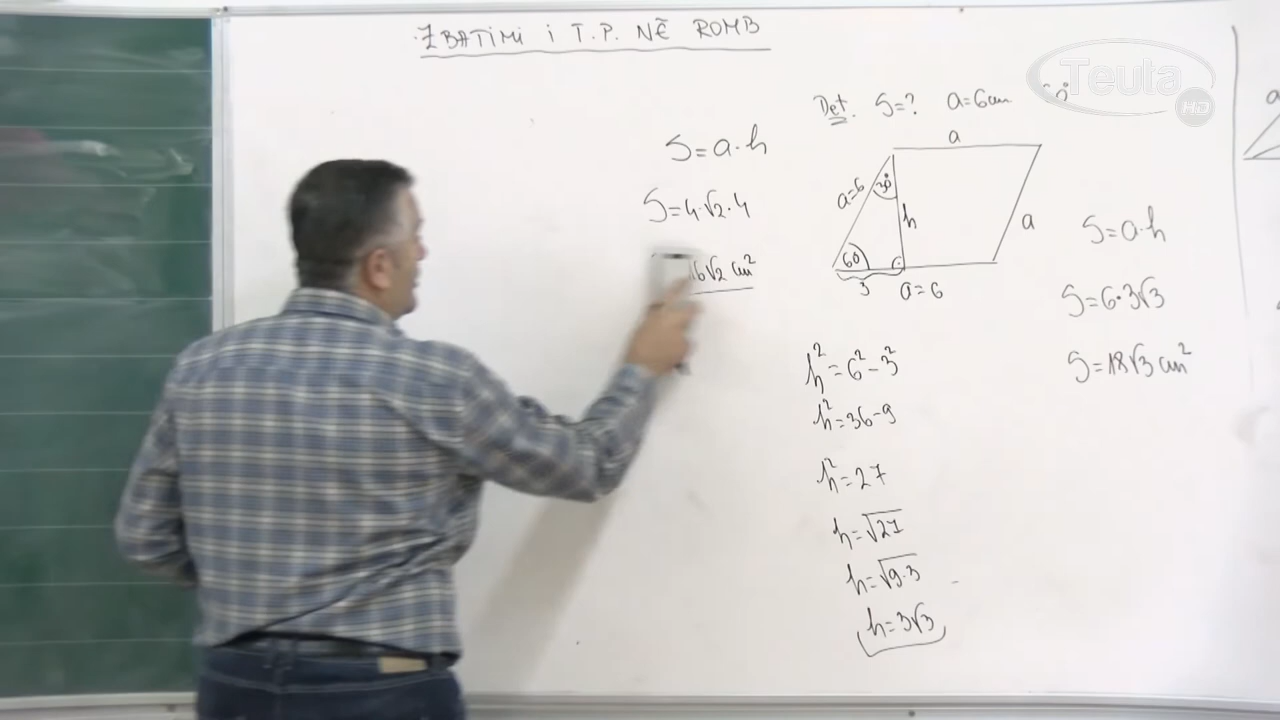 ZBATIMI I T.P. NË ROMB
Teuta HD
S=a·h
S=4·√2·4
16√2 cm²
Det. S=? a=6cm
a
a=6
30°
h
a
60
3
a=6
h²=6²-3²
h²=36-9
h²=27
h=√27
h=√9·3
h=3√3
S=a·h
S=6·3√3
S=18√3 cm²
a